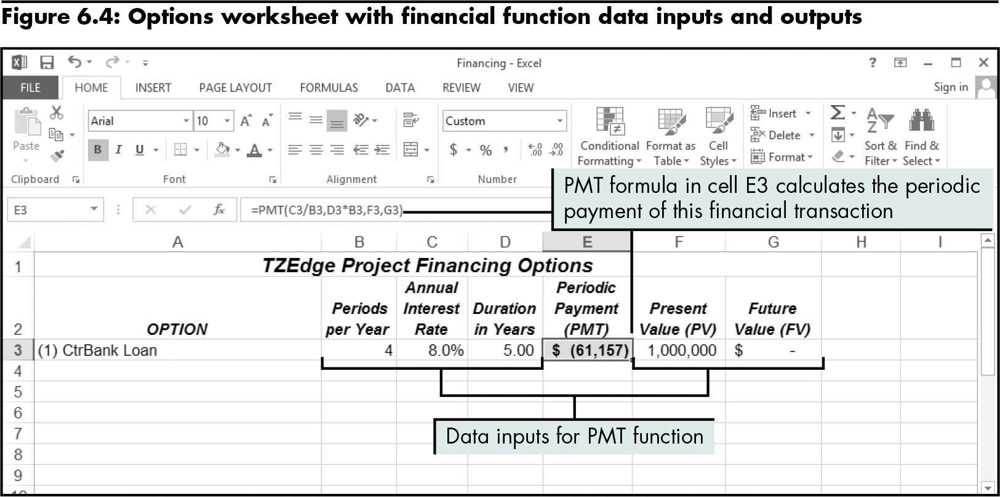 Figure 6.4: Options worksheet with financial function data inputs and outputs
Financing - Excel
?
FILE HOME INSERT PAGE LAYOUT FORMULAS DATA REVIEW VIEW
Sign in
Paste
Clipboard
Arial 10
B I U
Font
Alignment
Custom
$ % ,
Number
Conditional Formatting
Format as Table
Cell Styles
Insert
Delete
Format
Sort & Filter
Find & Select
PMT formula in cell E3 calculates the periodic
payment of this financial transaction
E3 fx =PMT(C3/B3,D3*B3,F3,G3)
A B C D E F G H I
1 TZEdge Project Financing Options
2 OPTION
Periods per Year
Annual Interest Rate
Duration in Years
Periodic Payment (PMT)
Present Value (PV)
Future Value (FV)
3 (1) CtrBank Loan 4 8.0% 5.00 $ (61,157) 1,000,000 $ -
4
5
6
7
8
9
10
Data inputs for PMT function